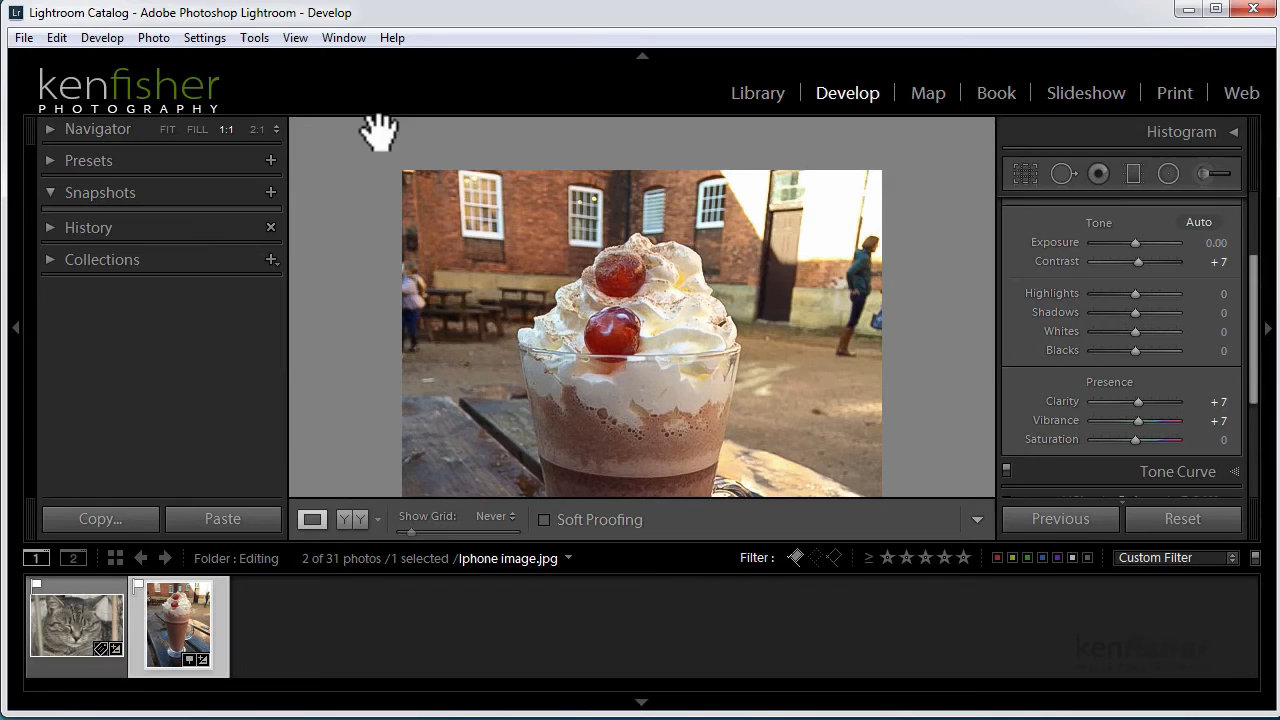 Lr Lightroom Catalog - Adobe Photoshop Lightroom - Develop
File Edit Develop Photo Settings Tools View Window Help
kenfisher
PHOTOGRAPHY
Library Develop Map Book Slideshow Print Web
Navigator FIT FILL 1:1 2:1
Presets
Snapshots
History
Collections
Histogram
Tone Auto
Exposure 0.00
Contrast +7
Highlights 0
Shadows 0
Whites 0
Blacks 0
Presence
Clarity +7
Vibrance +7
Saturation 0
Tone Curve
Copy... Paste
YY
Show Grid: Never
Soft Proofing
Previous Reset
1 2 Folder : Editing 2 of 31 photos /1 selected /Iphone image.jpg
Filter : ≥ Custom Filter
kenfisher